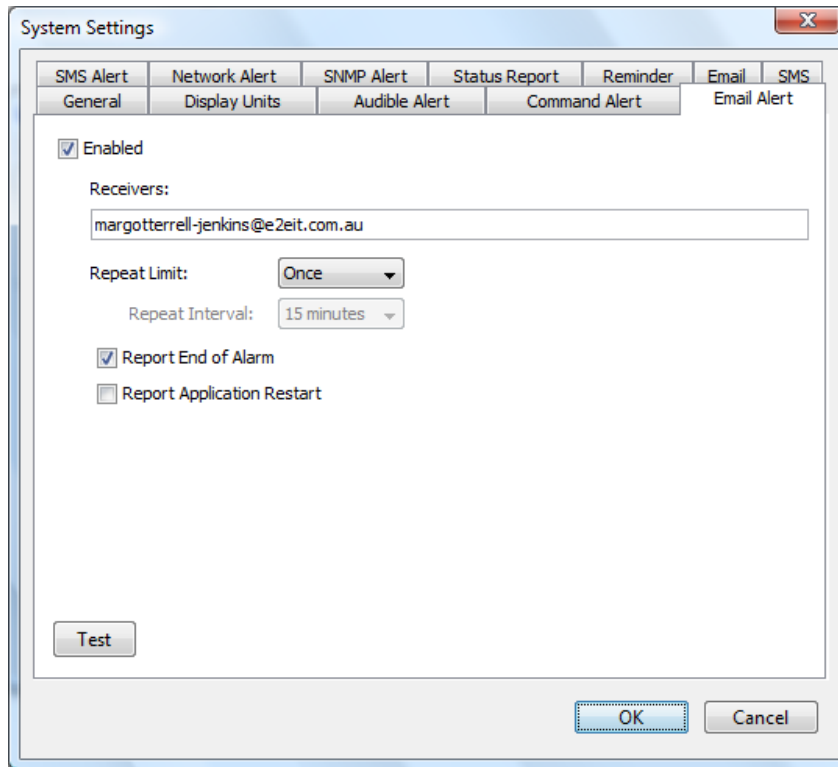 System Settings
SMS Alert Network Alert SNMP Alert Status Report Reminder Email SMS
General Display Units Audible Alert Command Alert Email Alert
Enabled
Receivers:
margotterrell-jenkins@e2eit.com.au
Repeat Limit: Once
Repeat Interval: 15 minutes
Report End of Alarm
Report Application Restart
Test
OK Cancel